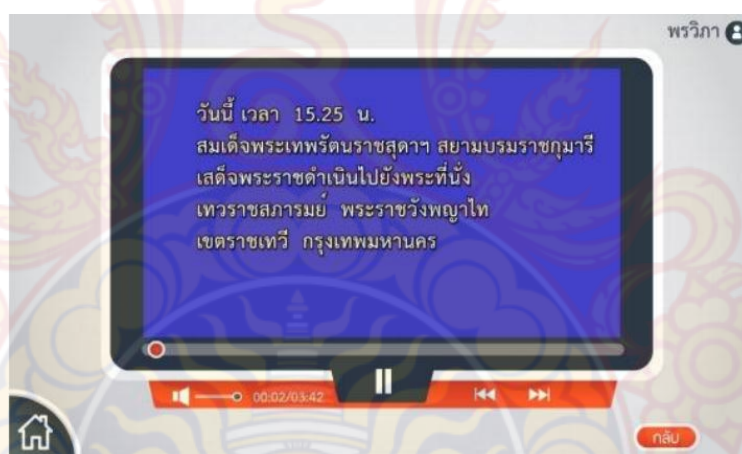 พรวิภา
วันนี้ เวลา 15.25 น.
สมเด็จพระเทพรัตนราชสุดาฯ สยามบรมราชกุมารี
เสด็จพระราชดำเนินไปยังพระที่นั่ง
เทวราชสภารมย์ พระราชวังพญาไท
เขตราชเทวี กรุงเทพมหานคร
00:02/03:42
กลับ